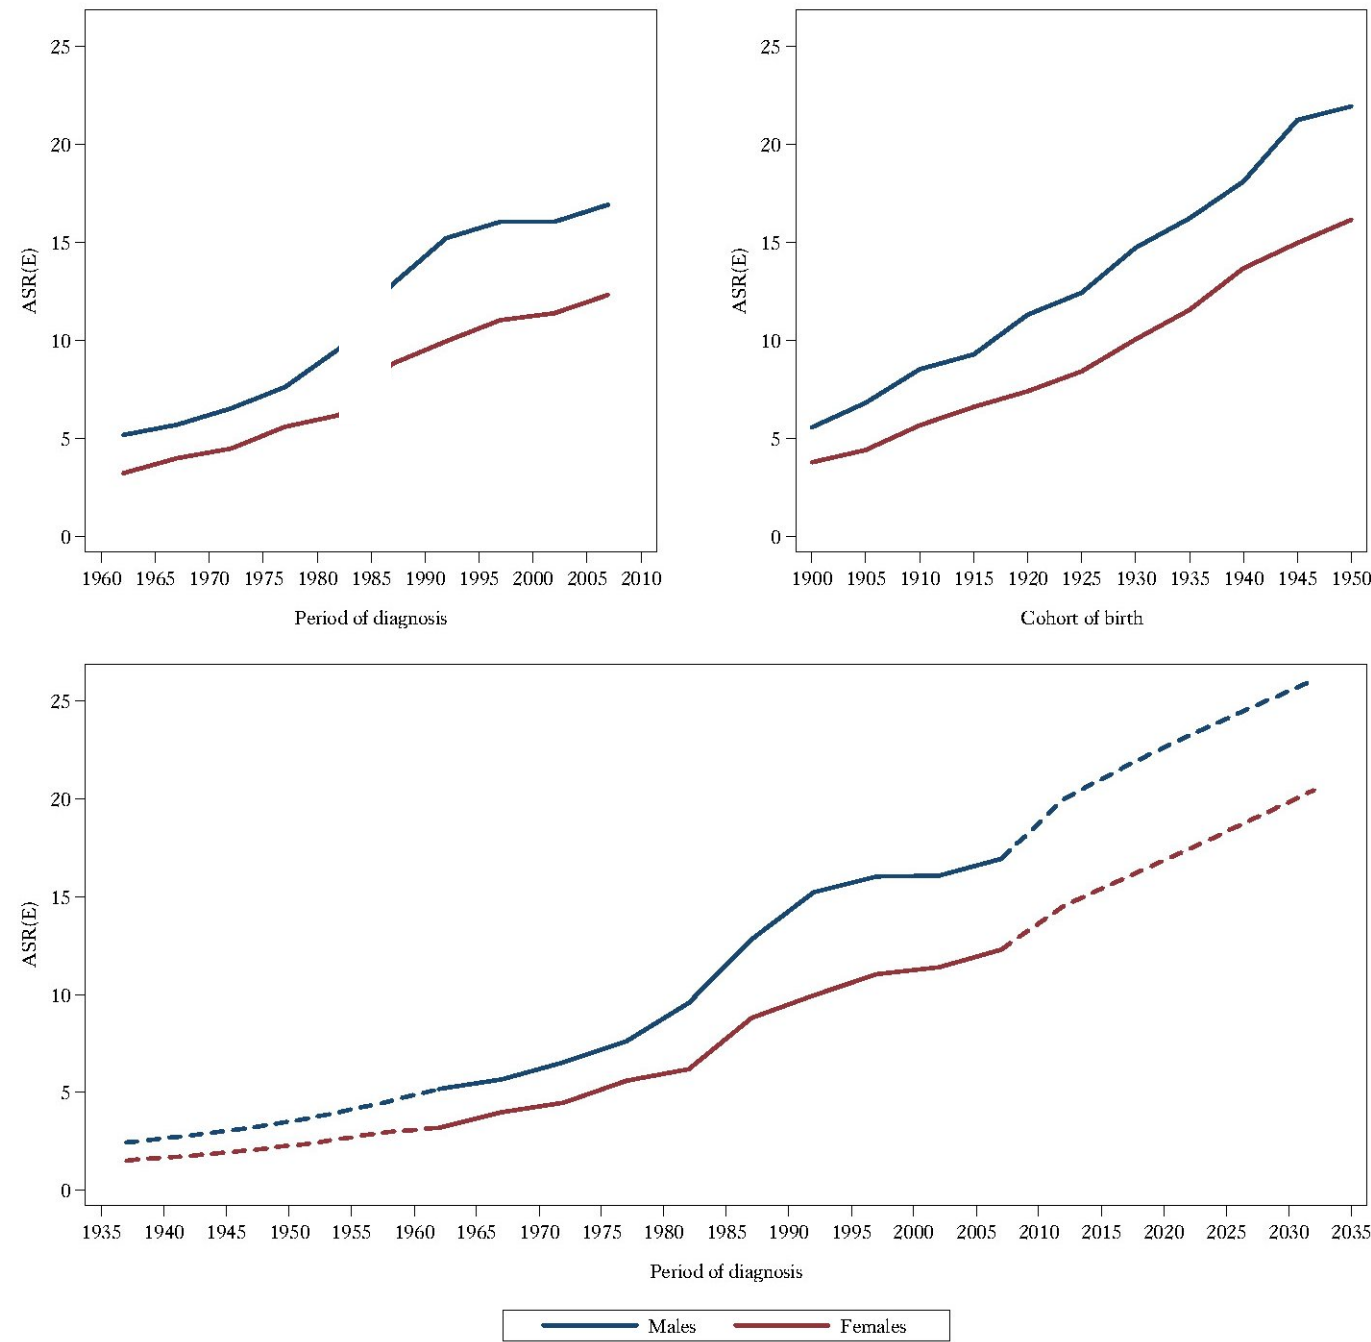 25
20
15
10
5
0
ASR(E)
1960 1965 1970 1975 1980 1985 1990 1995 2000 2005 2010
Period of diagnosis
25
20
15
10
5
0
ASR(E)
1900 1905 1910 1915 1920 1925 1930 1935 1940 1945 1950
Cohort of birth
25
20
15
10
5
0
ASR(E)
1935 1940 1945 1950 1955 1960 1965 1970 1975 1980 1985 1990 1995 2000 2005 2010 2015 2020 2025 2030 2035
Period of diagnosis
Males Females